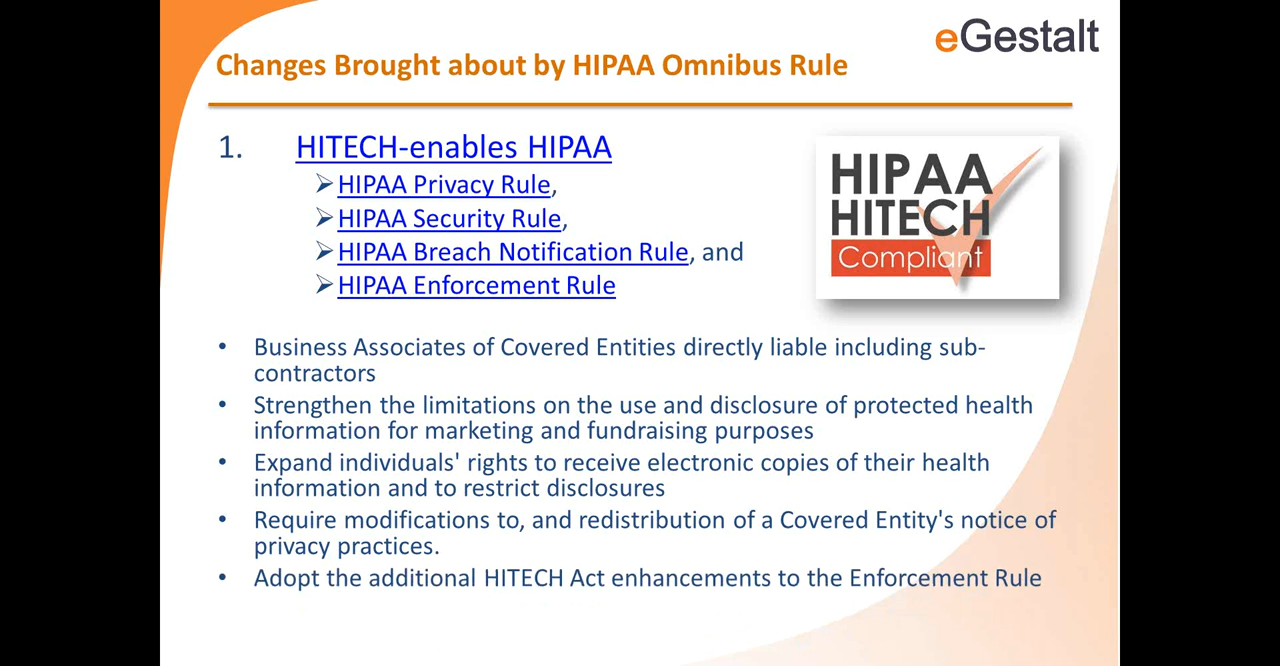 eGestalt
Changes Brought about by HIPAA Omnibus Rule
1. HITECH-enables HIPAA
➢ HIPAA Privacy Rule,
➢ HIPAA Security Rule,
➢ HIPAA Breach Notification Rule, and
➢ HIPAA Enforcement Rule
HIPAA
HITECH
Compliant
• Business Associates of Covered Entities directly liable including sub-
contractors
• Strengthen the limitations on the use and disclosure of protected health
information for marketing and fundraising purposes
• Expand individuals' rights to receive electronic copies of their health
information and to restrict disclosures
• Require modifications to, and redistribution of a Covered Entity's notice of
privacy practices.
• Adopt the additional HITECH Act enhancements to the Enforcement Rule